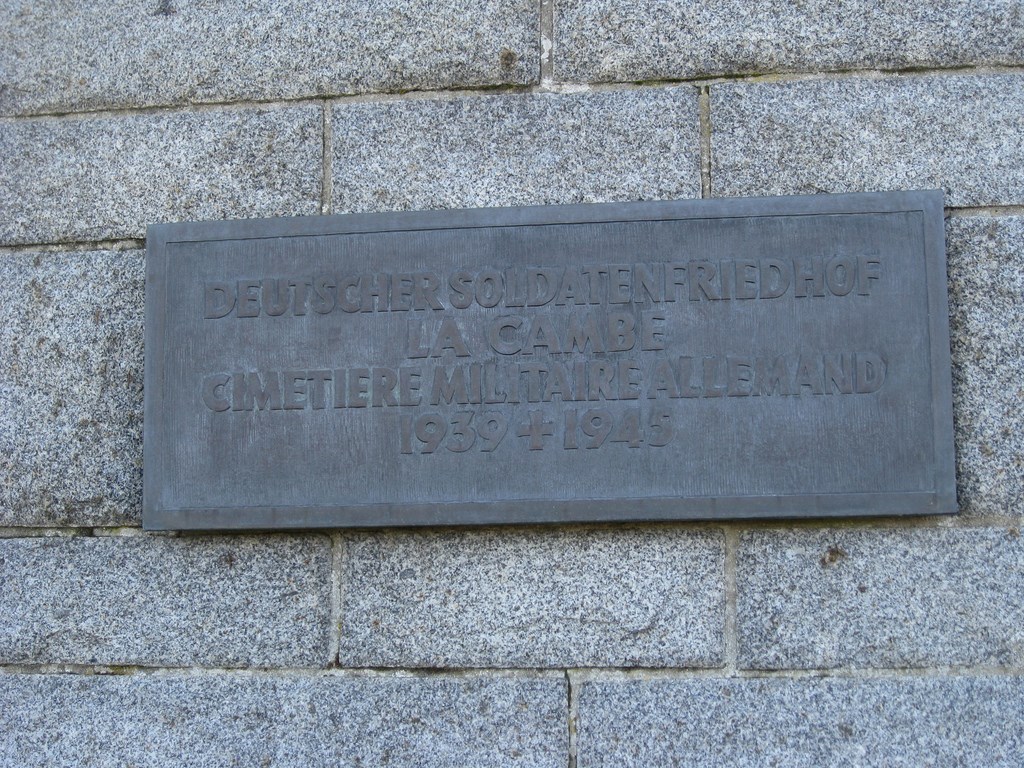 DEUTSCHER SOLDATENFRIEDHOF
LA CAMBE
CIMETIERE MILITAIRE ALLEMAND
1939 + 1945